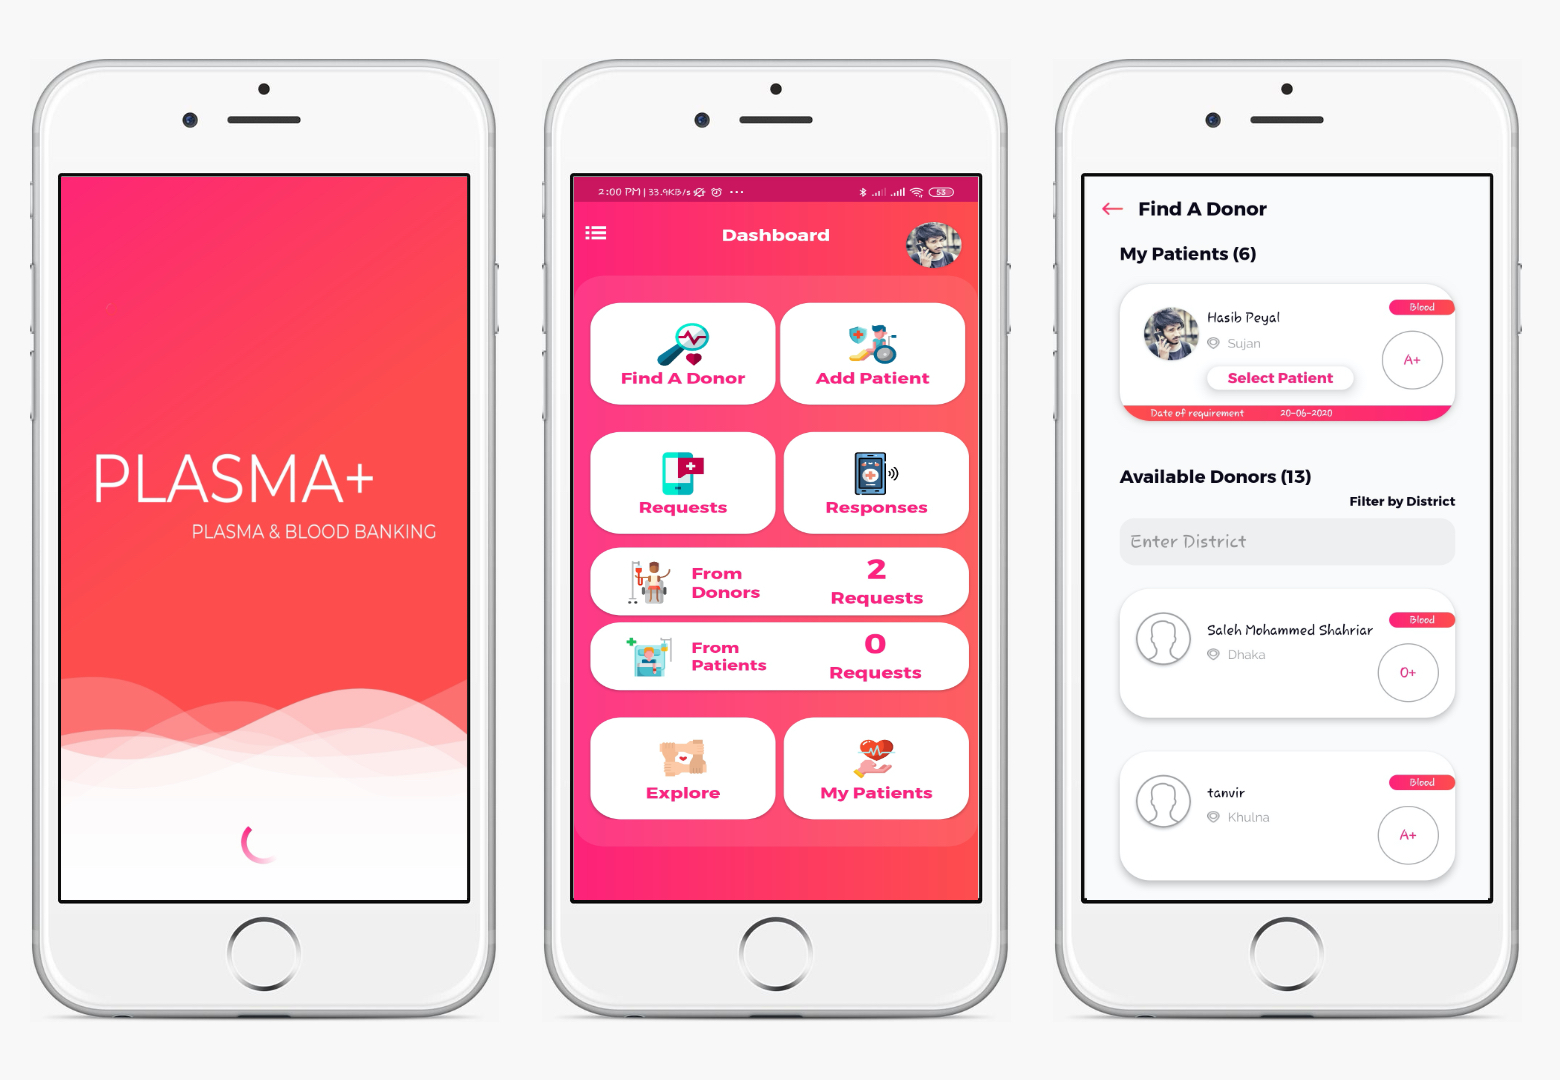 PLASMA+
PLASMA & BLOOD BANKING
2:00 PM | 33.9KB/s ...
53
Dashboard
Find A Donor
Add Patient
Requests
Responses
From
Donors
2
Requests
From
Patients
0
Requests
Explore
My Patients
Find A Donor
My Patients (6)
Blood
Hasib Peyal
Sujan
A+
Select Patient
Date of requirement 20-06-2020
Available Donors (13)
Filter by District
Enter District
Blood
Saleh Mohammed Shahriar
Dhaka
O+
Blood
tanvir
Khulna
A+